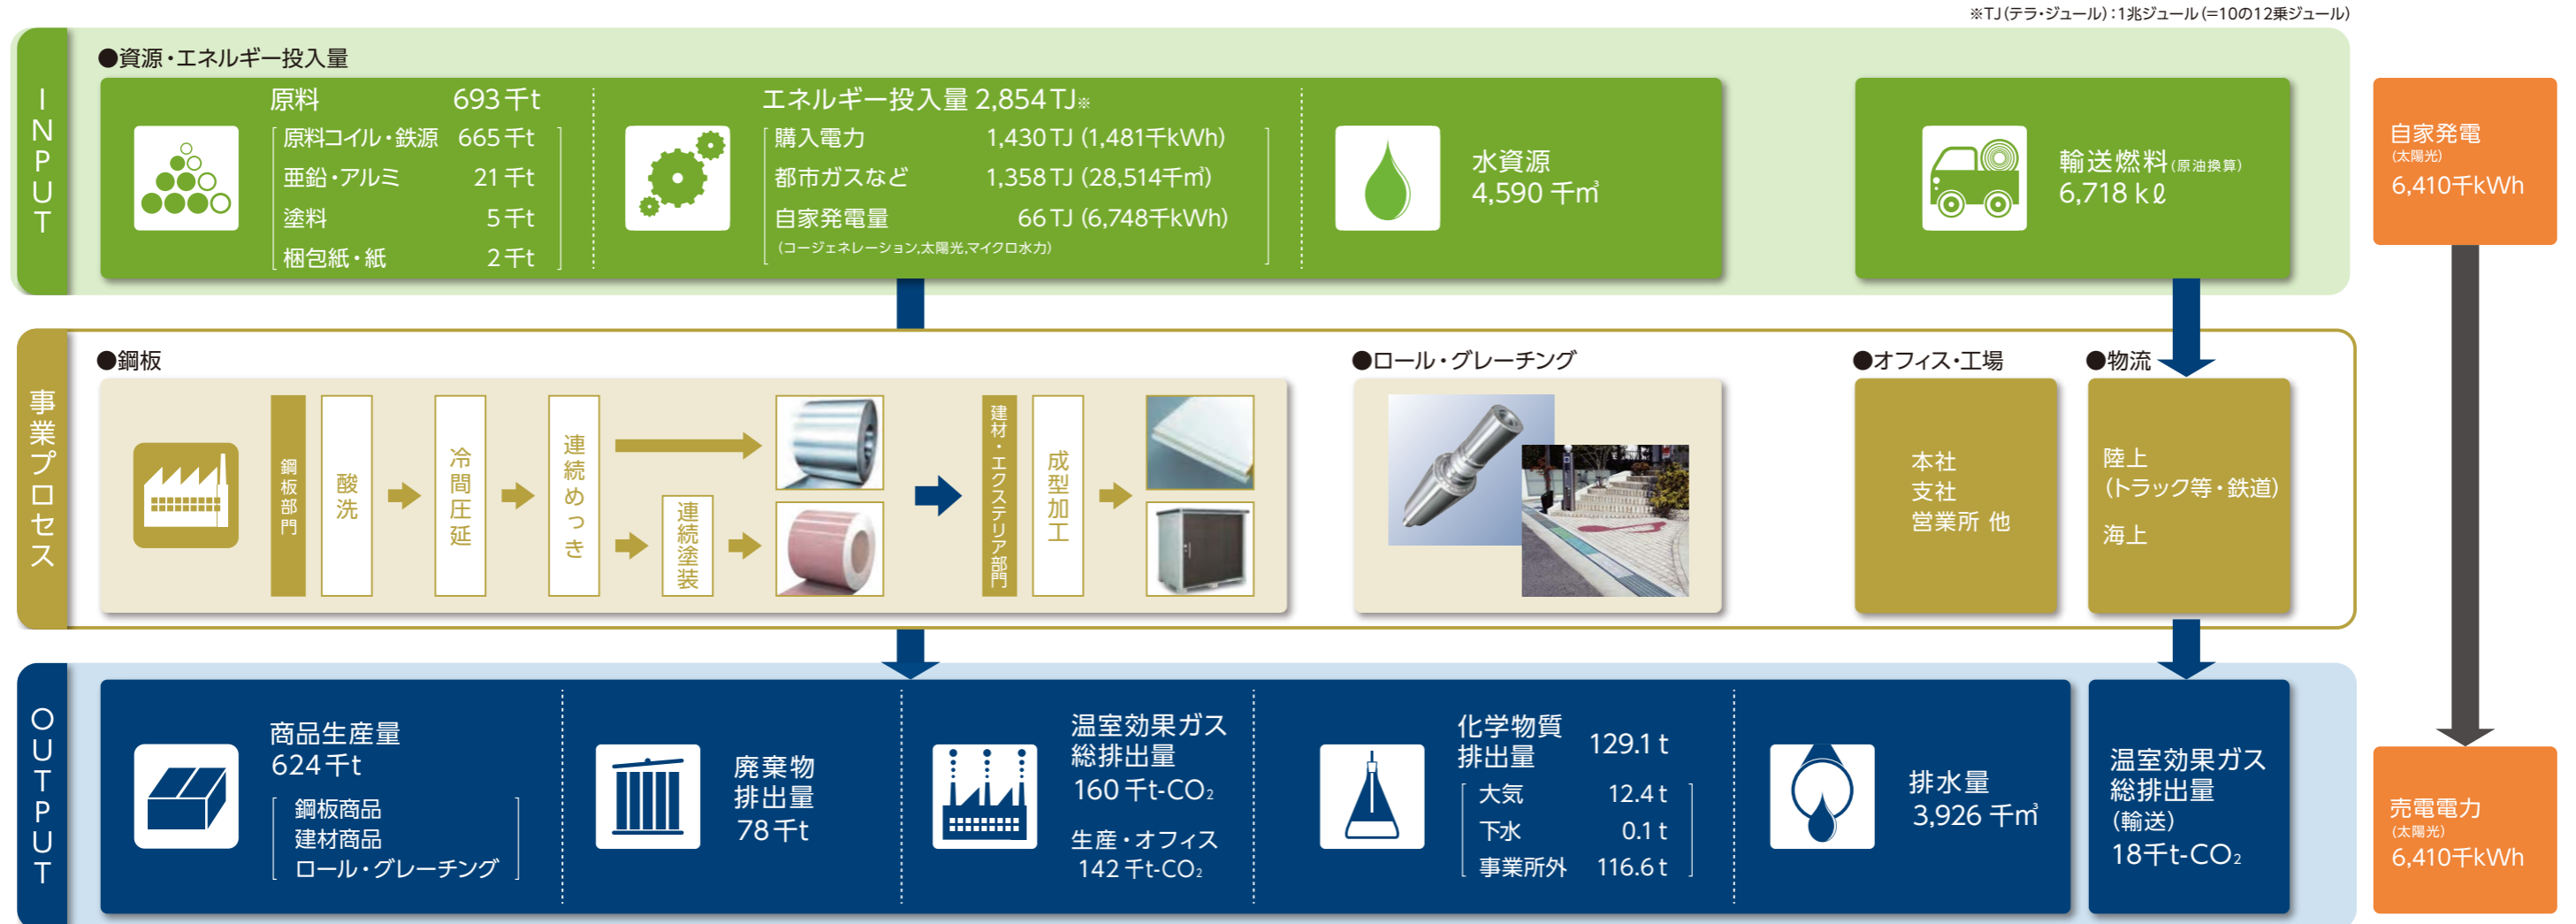 ※TJ(テラ・ジュール):1兆ジュール(=10の12乗ジュール)
INPUT
●資源・エネルギー投入量
原料 693千t
原料コイル・鉄源 665千t
亜鉛・アルミ 21千t
塗料 5千t
梱包紙・紙 2千t
エネルギー投入量 2,854TJ※
購入電力 1,430TJ (1,481千kWh)
都市ガスなど 1,358TJ (28,514千㎥)
自家発電量 66TJ (6,748千kWh)
(コージェネレーション,太陽光,マイクロ水力)
水資源
4,590 千㎥
輸送燃料(原油換算)
6,718 kℓ
自家発電
(太陽光)
6,410千kWh
事業プロセス
●鋼板
鋼板部門
酸洗
冷間圧延
連続めっき
連続塗装
建材・エクステリア部門
成型加工
●ロール・グレーチング
●オフィス・工場
本社
支社
営業所 他
●物流
陸上
(トラック等・鉄道)
海上
OUTPUT
商品生産量
624千t
鋼板商品
建材商品
ロール・グレーチング
廃棄物
排出量
78千t
温室効果ガス
総排出量
160千t-CO₂
生産・オフィス
142千t-CO₂
化学物質
排出量 129.1t
大気 12.4t
下水 0.1t
事業所外 116.6t
排水量
3,926 千㎥
温室効果ガス
総排出量
(輸送)
18千t-CO₂
売電電力
(太陽光)
6,410千kWh